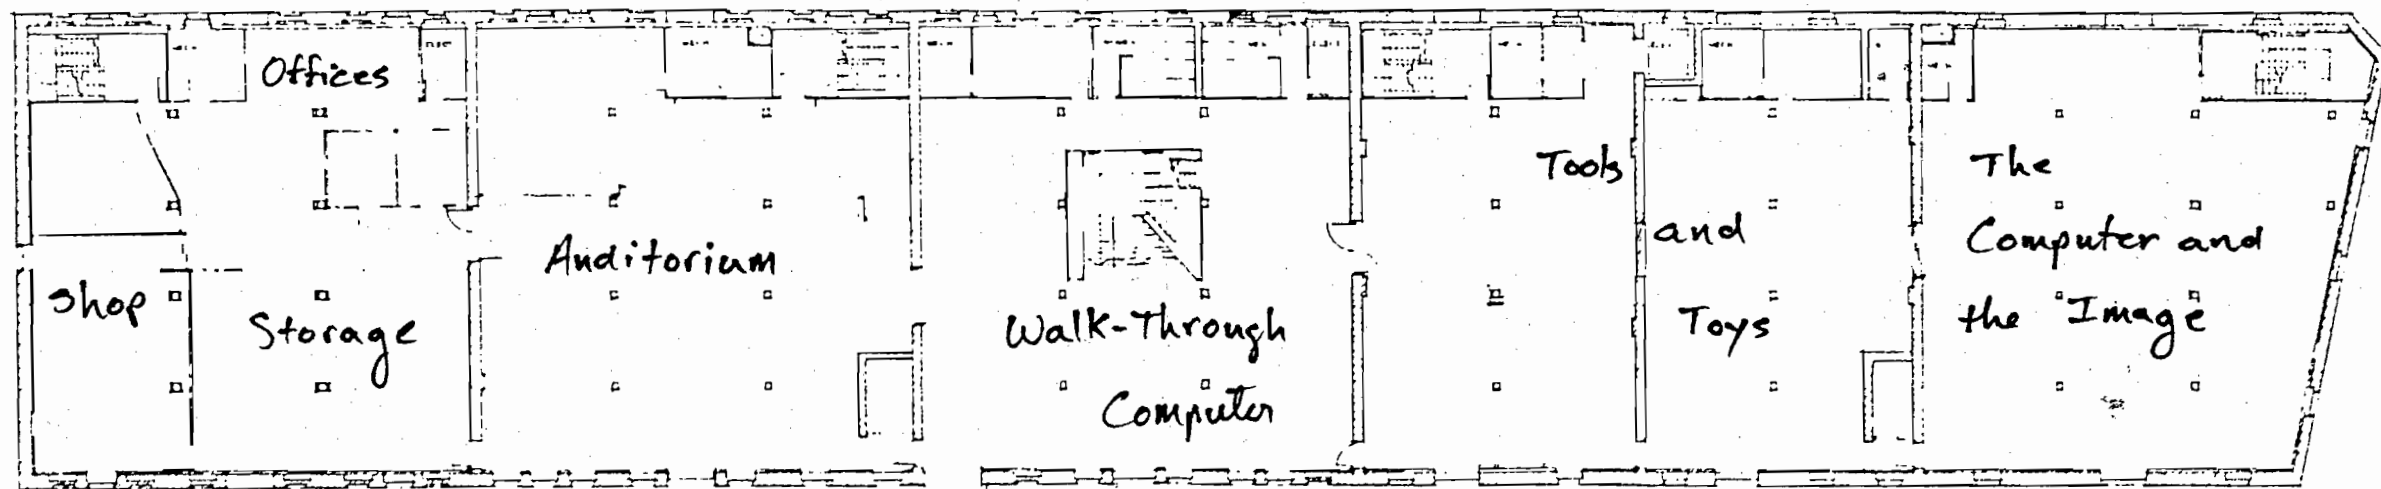 Offices
Shop
Storage
Auditorium
Walk-Through
Computer
Tools
and
Toys
The
Computer and
the Image